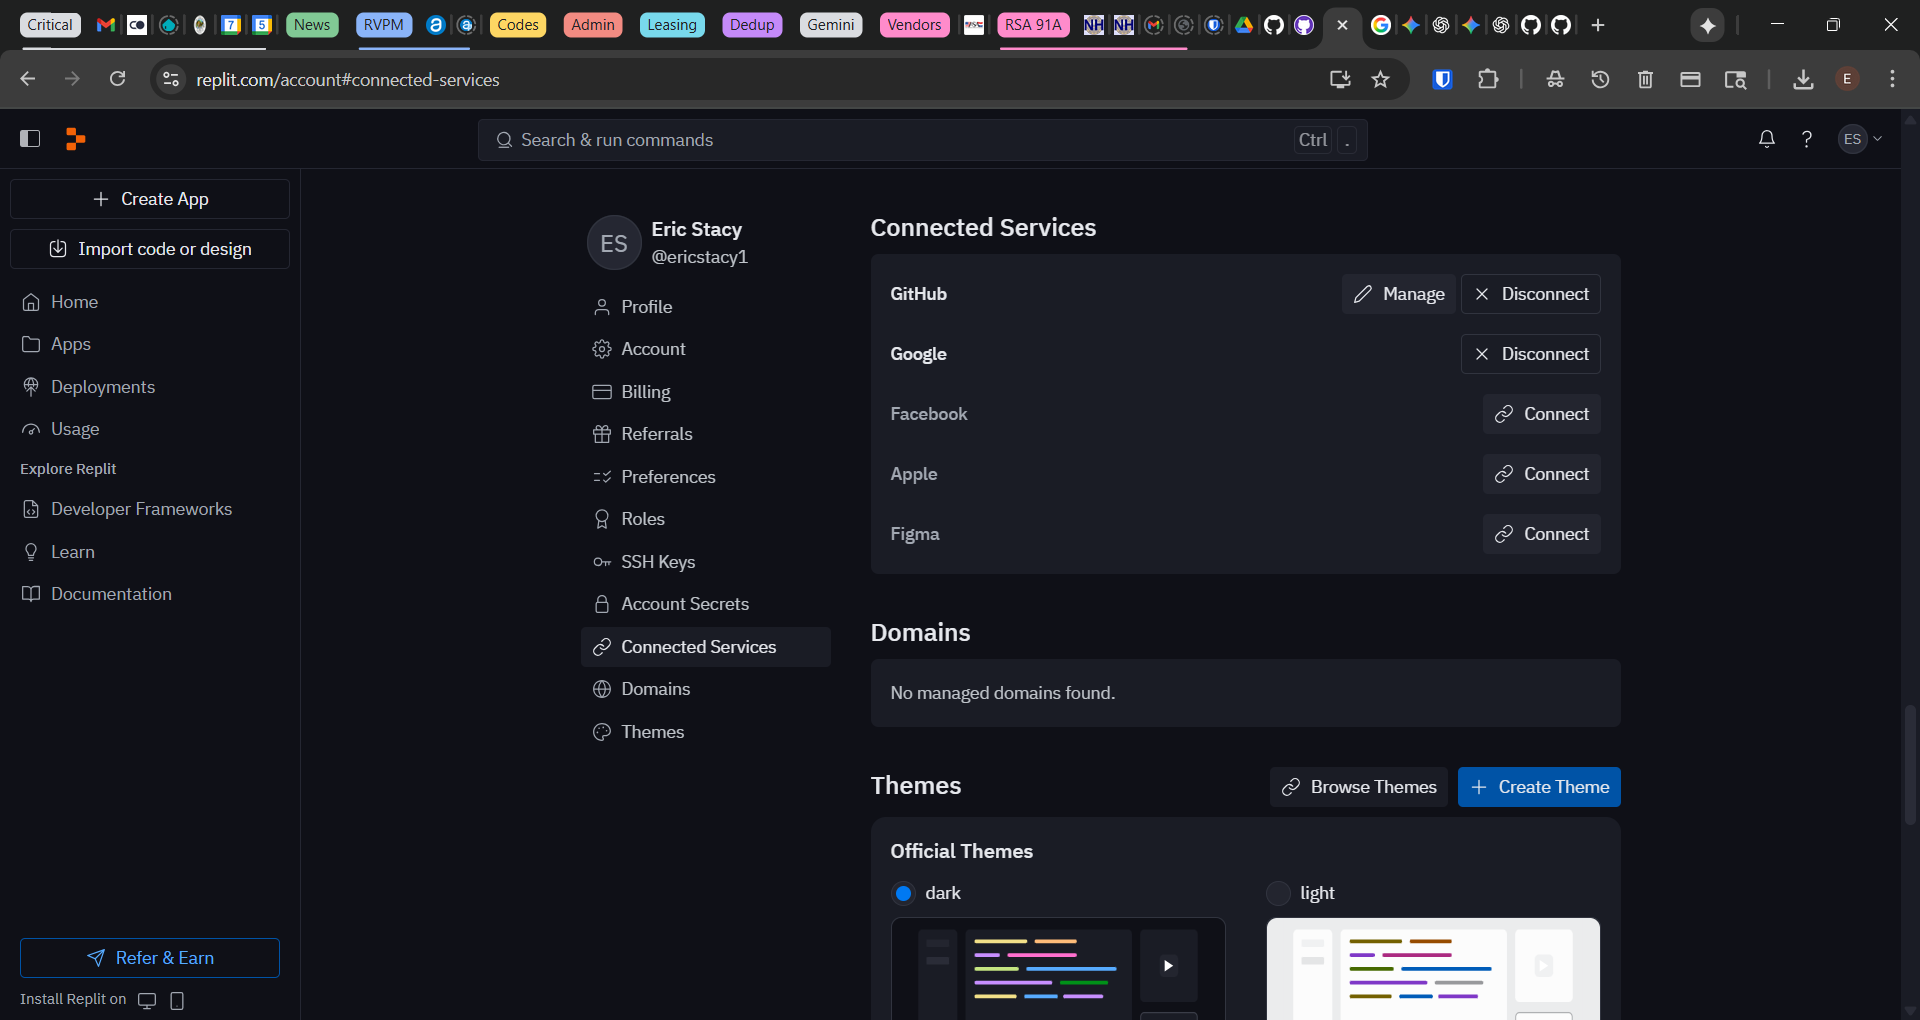 Critical
7
5
News
RVPM
Codes
Admin
Leasing
Dedup
Gemini
Vendors
RSA 91A
NH
NH
replit.com/account#connected-services
E
Search & run commands
Ctrl
.
ES
Create App
Import code or design
Home
Apps
Deployments
Usage
Explore Replit
Developer Frameworks
Learn
Documentation
Refer & Earn
Install Replit on
ES
Eric Stacy
@ericstacy1
Profile
Account
Billing
Referrals
Preferences
Roles
SSH Keys
Account Secrets
Connected Services
Domains
Themes
Connected Services
GitHub
Manage
Disconnect
Google
Disconnect
Facebook
Connect
Apple
Connect
Figma
Connect
Domains
No managed domains found.
Themes
Browse Themes
Create Theme
Official Themes
dark
light